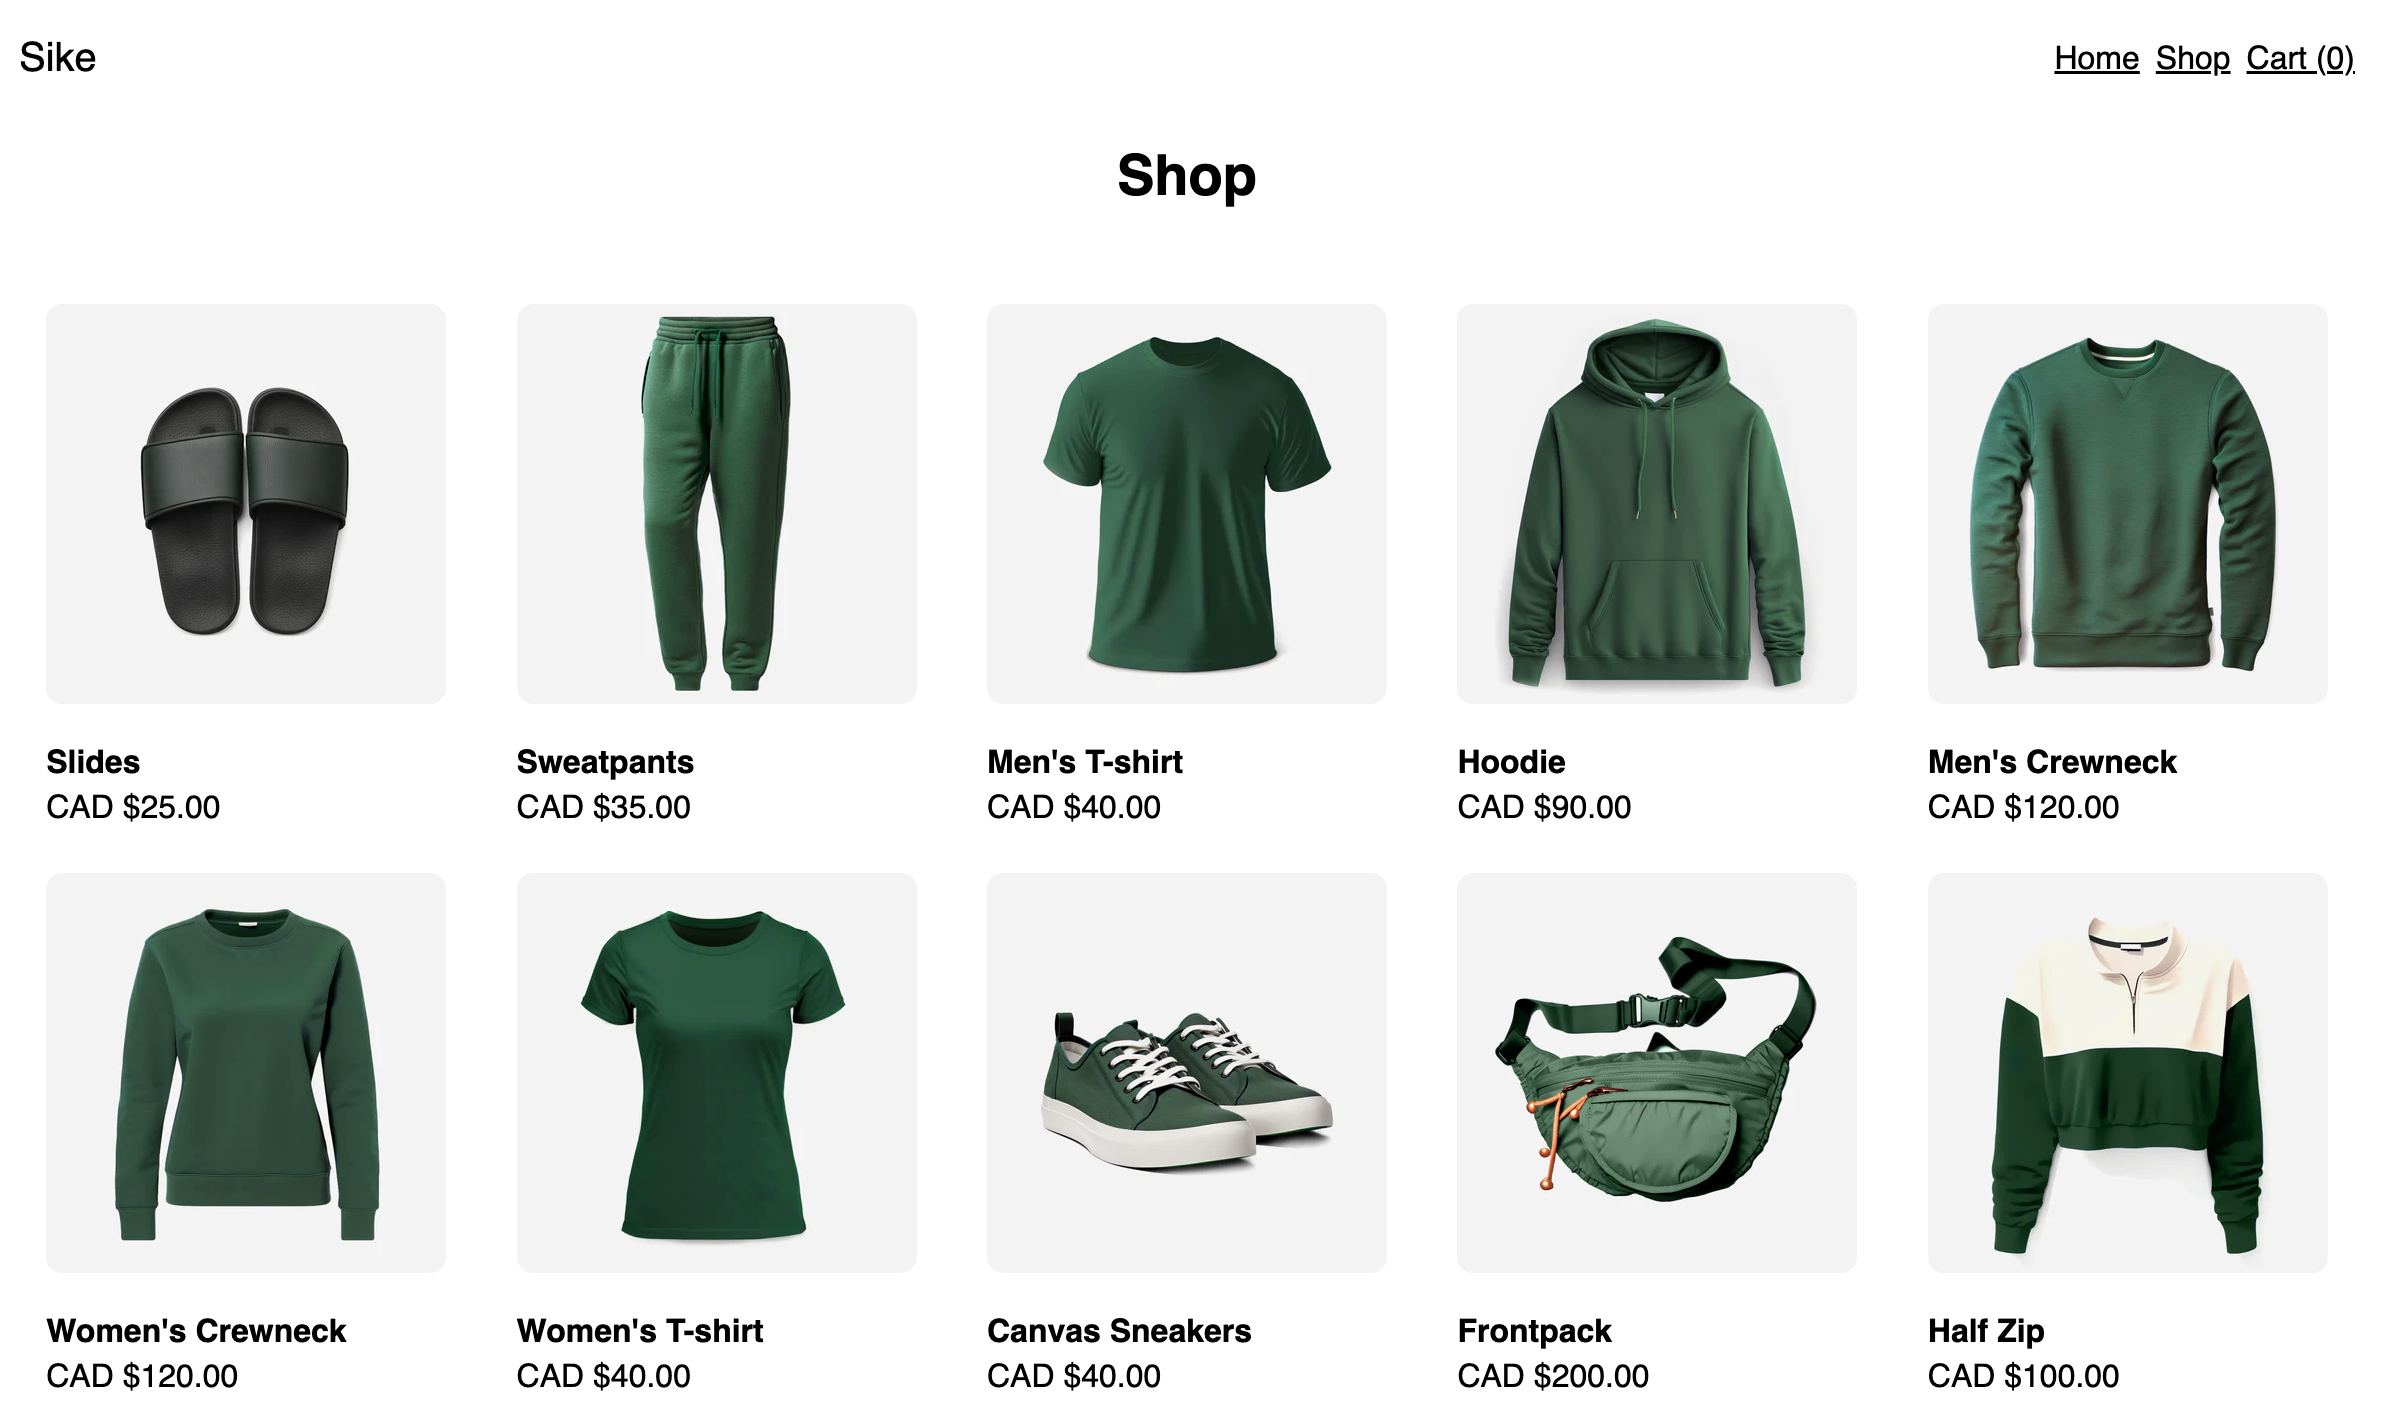 Sike
Home Shop Cart (0)
Shop
Slides
CAD $25.00
Sweatpants
CAD $35.00
Men's T-shirt
CAD $40.00
Hoodie
CAD $90.00
Men's Crewneck
CAD $120.00
Women's Crewneck
CAD $120.00
Women's T-shirt
CAD $40.00
Canvas Sneakers
CAD $40.00
Frontpack
CAD $200.00
Half Zip
CAD $100.00